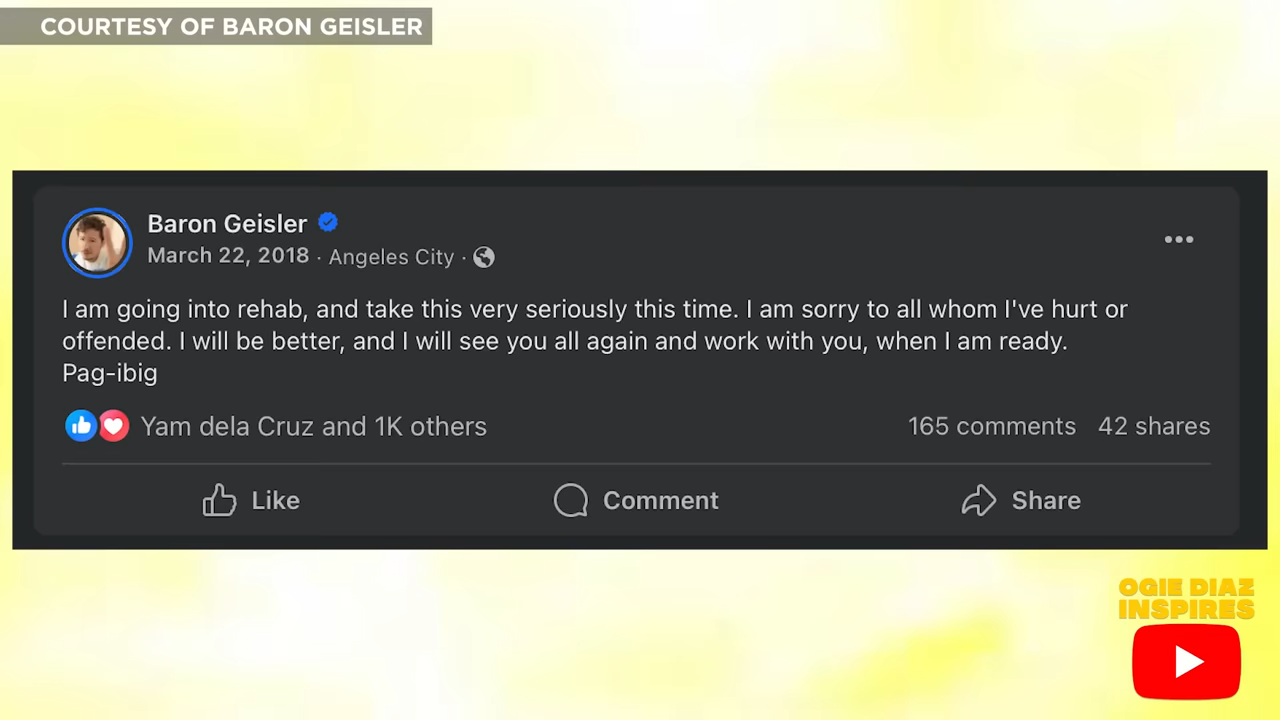 COURTESY OF BARON GEISLER
Baron Geisler
March 22, 2018 · Angeles City ·
I am going into rehab, and take this very seriously this time. I am sorry to all whom I've hurt or
offended. I will be better, and I will see you all again and work with you, when I am ready.
Pag-ibig
Yam dela Cruz and 1K others 165 comments 42 shares
Like Comment Share
OGIE DIAZ
INSPIRES